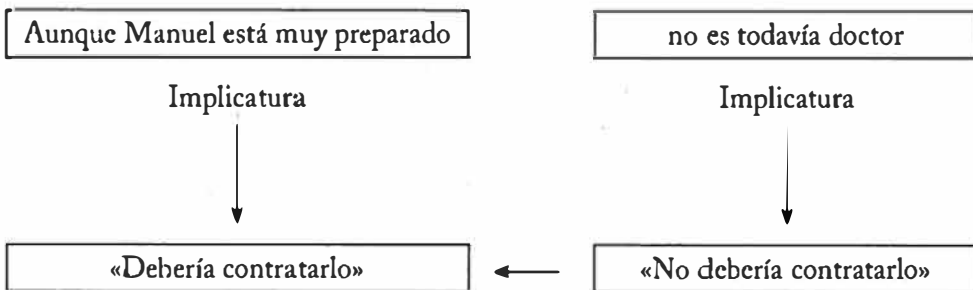 Aunque Manuel está muy preparado
no es todavía doctor
Implicatura
Implicatura
«Debería contratarlo»
«No debería contratarlo»